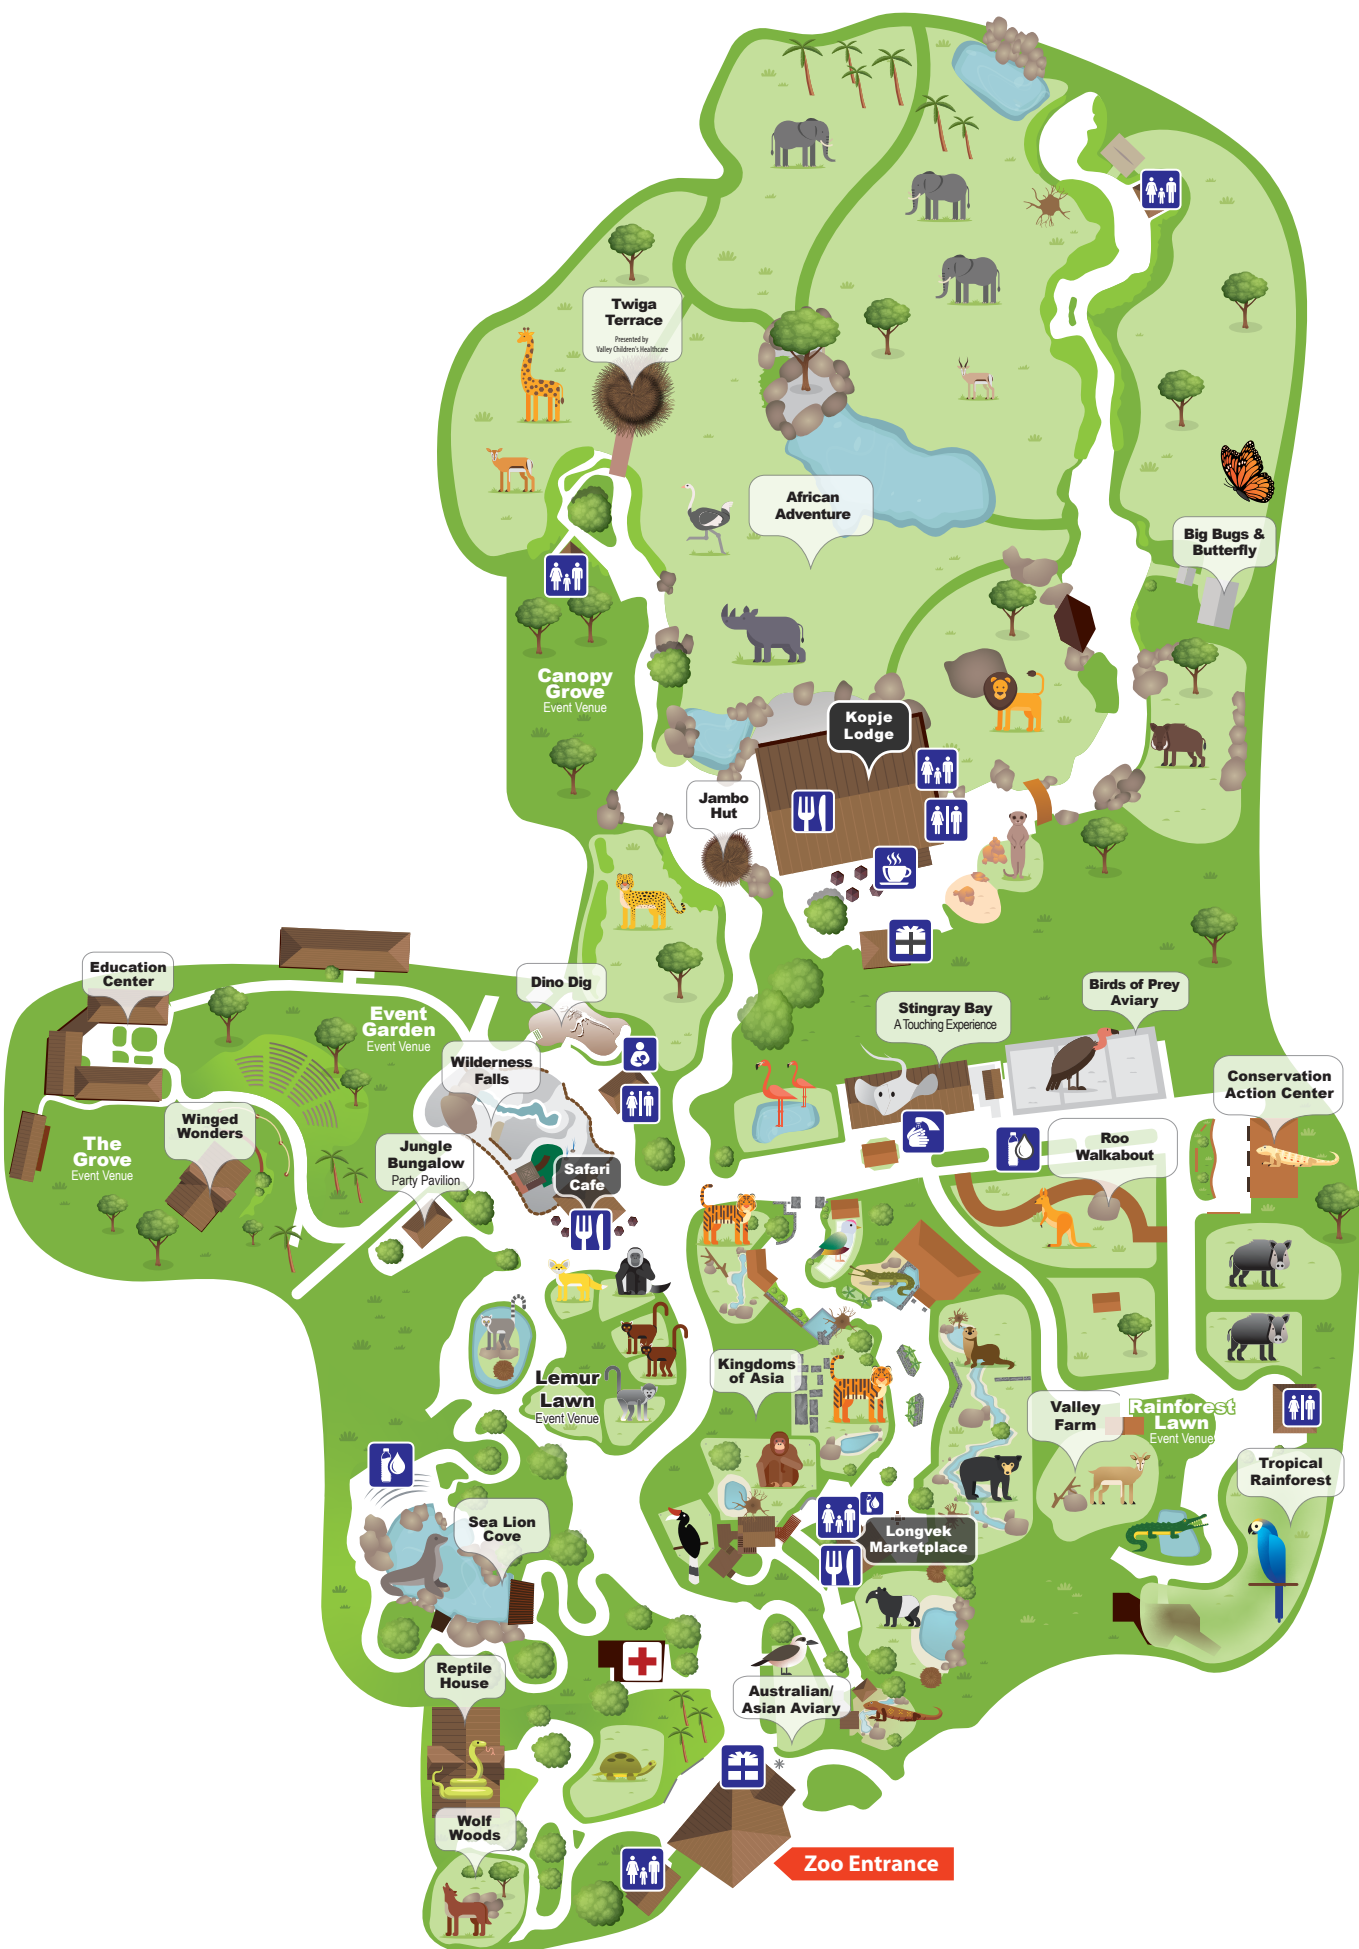 Twiga
Terrace
Presented by
Valley Children's Healthcare
African
Adventure
Big Bugs &
Butterfly
Canopy
Grove
Event Venue
Kopje
Lodge
Jambo
Hut
Education
Center
Dino Dig
Event
Garden
Event Venue
Stingray Bay
A Touching Experience
Birds of Prey
Aviary
Wilderness
Falls
Conservation
Action Center
Winged
Wonders
The
Grove
Event Venue
Jungle
Bungalow
Party Pavilion
Safari
Cafe
Roo
Walkabout
Kingdoms
of Asia
Lemur
Lawn
Event Venue
Valley
Farm
Rainforest
Lawn
Event Venue
Tropical
Rainforest
Sea Lion
Cove
Longvek
Marketplace
Reptile
House
Australian/
Asian Aviary
Wolf
Woods
Zoo Entrance